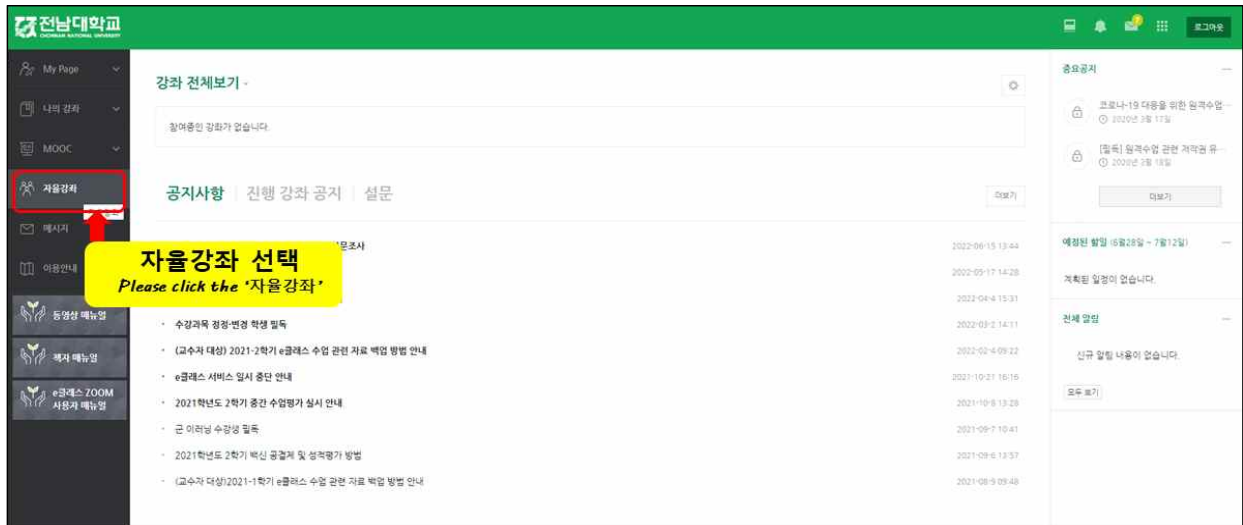 전남대학교
CHONNAM NATIONAL UNIVERSITY
7
로그아웃
My Page
나의 강좌
MOOC
자율강좌
메시지
이용안내
동영상 매뉴얼
책자 매뉴얼
e클래스 ZOOM
사용자 매뉴얼
강좌 전체보기
참여중인 강좌가 없습니다.
공지사항 | 진행 강좌 공지 | 설문
더보기
문조사 2022-06-15 13:44
2022-05-17 14:28
2022-04-4 15:31
자율강좌 선택
Please click the '자율강좌'
· 수강과목 정정·변경 학생 필독 2022-03-2 14:11
· (교수자 대상) 2021-2학기 e클래스 수업 관련 자료 백업 방법 안내 2022-02-4 09:22
· e클래스 서비스 일시 중단 안내 2021-10-21 16:16
· 2021학년도 2학기 중간 수업평가 실시 안내 2021-10-8 13:28
· 군 이러닝 수강생 필독 2021-09-7 10:41
· 2021학년도 2학기 백신 공결제 및 성적평가 방법 2021-09-6 13:57
· (교수자 대상)2021-1학기 e클래스 수업 관련 자료 백업 방법 안내 2021-08-9 09:48
중요공지
코로나-19 대응을 위한 원격수업…
2020년 3월 17일
[필독] 원격수업 관련 저작권 유…
2020년 3월 18일
더보기
예정된 할일 (6월28일 ~ 7월12일)
계획된 일정이 없습니다.
전체 알림
신규 알림 내용이 없습니다.
모두 보기